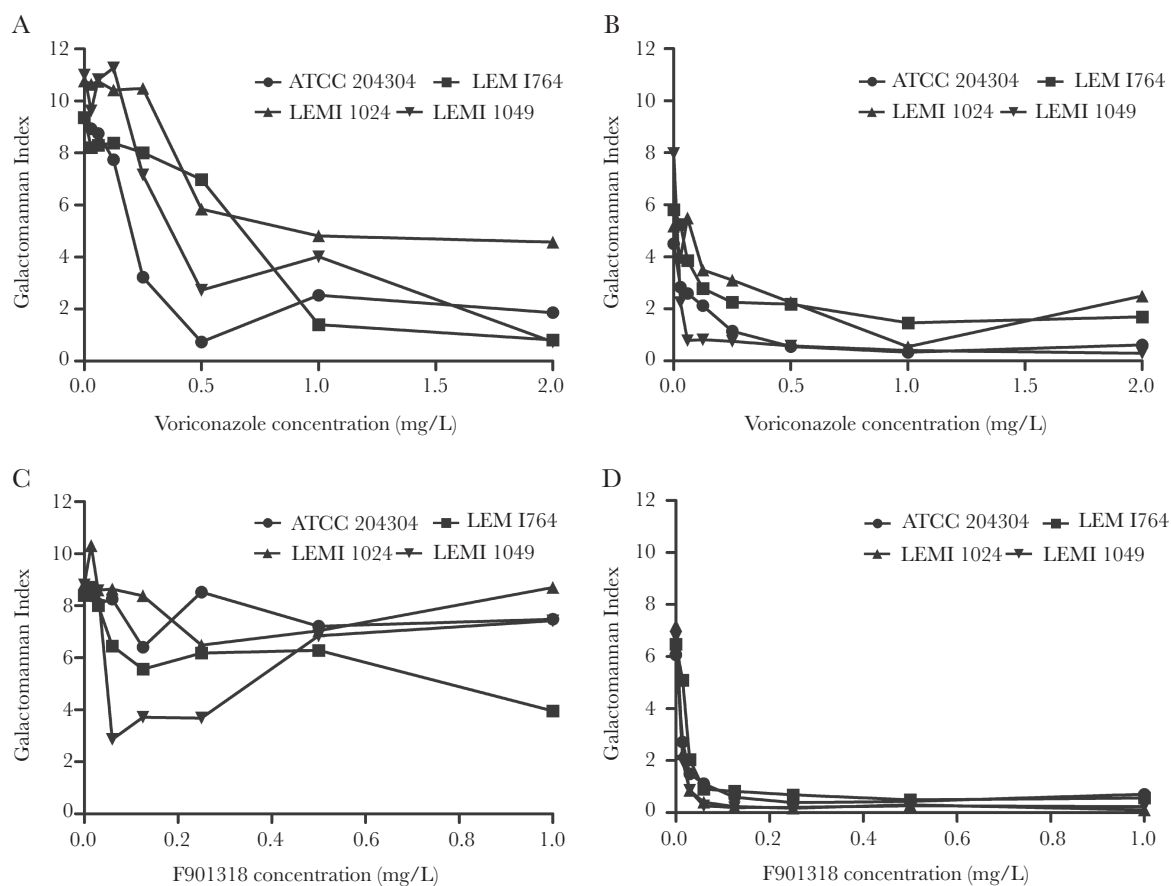 A
12
10
8
6
4
2
0
Galactomannan Index
ATCC 204304 LEM I764
LEMI 1024 LEMI 1049
0.0 0.5 1.0 1.5 2.0
Voriconazole concentration (mg/L)
B
12
10
8
6
4
2
0
Galactomannan Index
ATCC 204304 LEM I764
LEMI 1024 LEMI 1049
0.0 0.5 1.0 1.5 2.0
Voriconazole concentration (mg/L)
C
12
10
8
6
4
2
0
Galactomannan Index
ATCC 204304 LEM I764
LEMI 1024 LEMI 1049
0.0 0.2 0.4 0.6 0.8 1.0
F901318 concentration (mg/L)
D
12
10
8
6
4
2
0
Galactomannan Index
ATCC 204304 LEM I764
LEMI 1024 LEMI 1049
0.0 0.2 0.4 0.6 0.8 1.0
F901318 concentration (mg/L)